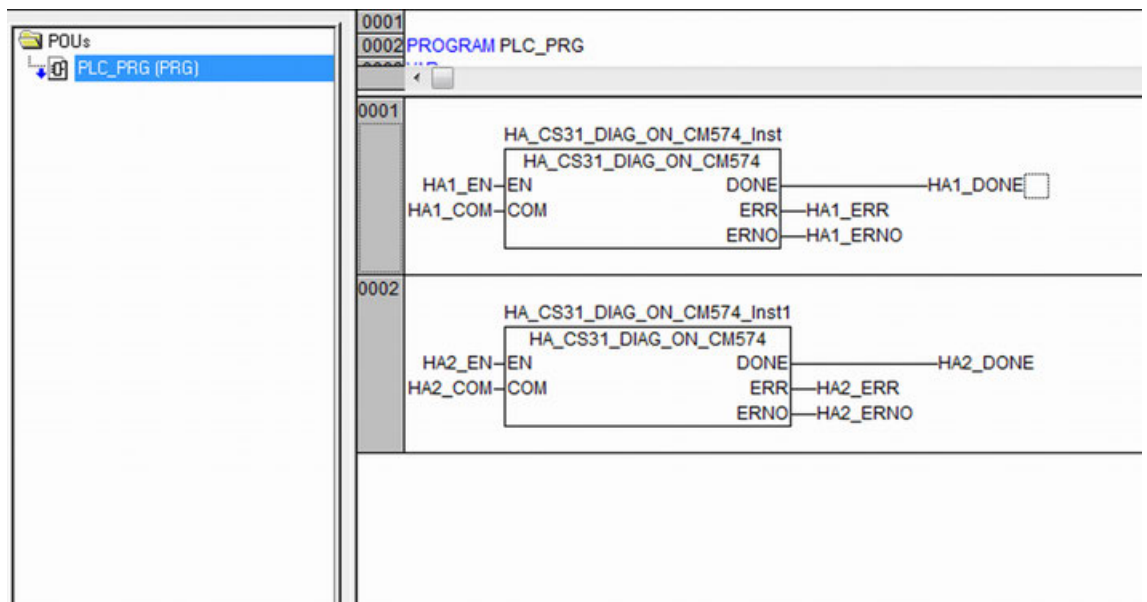 POUs
PLC_PRG (PRG)
0001
0002 PROGRAM PLC_PRG
0001
HA_CS31_DIAG_ON_CM574_Inst
HA_CS31_DIAG_ON_CM574
HA1_EN EN DONE HA1_DONE
HA1_COM COM ERR HA1_ERR
ERNO HA1_ERNO
0002
HA_CS31_DIAG_ON_CM574_Inst1
HA_CS31_DIAG_ON_CM574
HA2_EN EN DONE HA2_DONE
HA2_COM COM ERR HA2_ERR
ERNO HA2_ERNO